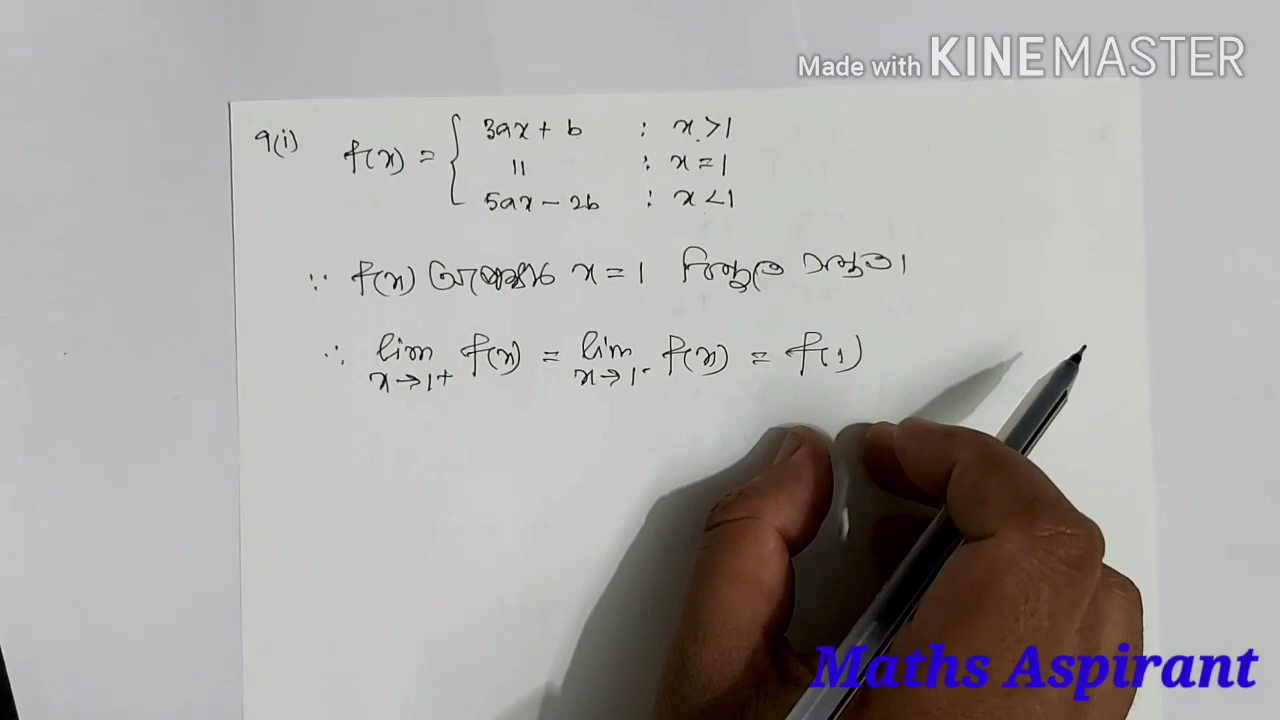 Made with KINEMASTER
9(i) f(x) = { 3ax + b : x > 1
11 : x = 1
5ax − 2b : x < 1
∵ f(x) x = 1 বিন্দুতে সন্তত।
∴ lim x→1+ f(x) = lim x→1- f(x) = f(1)
Maths Aspirant